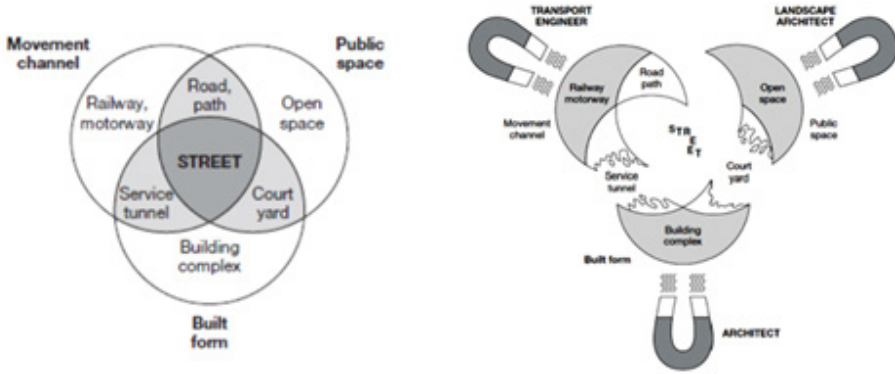 Movement
channel
Public
space
Railway,
motorway
Road,
path
Open
space
STREET
Service
tunnel
Court
yard
Building
complex
Built
form
TRANSPORT
ENGINEER
LANDSCAPE
ARCHITECT
Railway
motorway
Road
path
Open
space
Movement
channel
Public
space
STREET
Service
tunnel
Court
yard
Building
complex
Built form
ARCHITECT